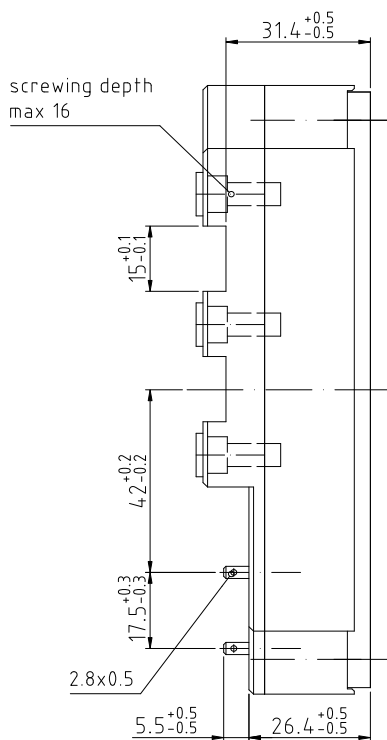 31.4 +0.5 -0.5
screwing depth
max 16
15 +0.1 -0.1
42 +0.2 -0.2
17.5 +0.3 -0.3
2.8x0.5
5.5 +0.5 -0.5
26.4 +0.5 -0.5